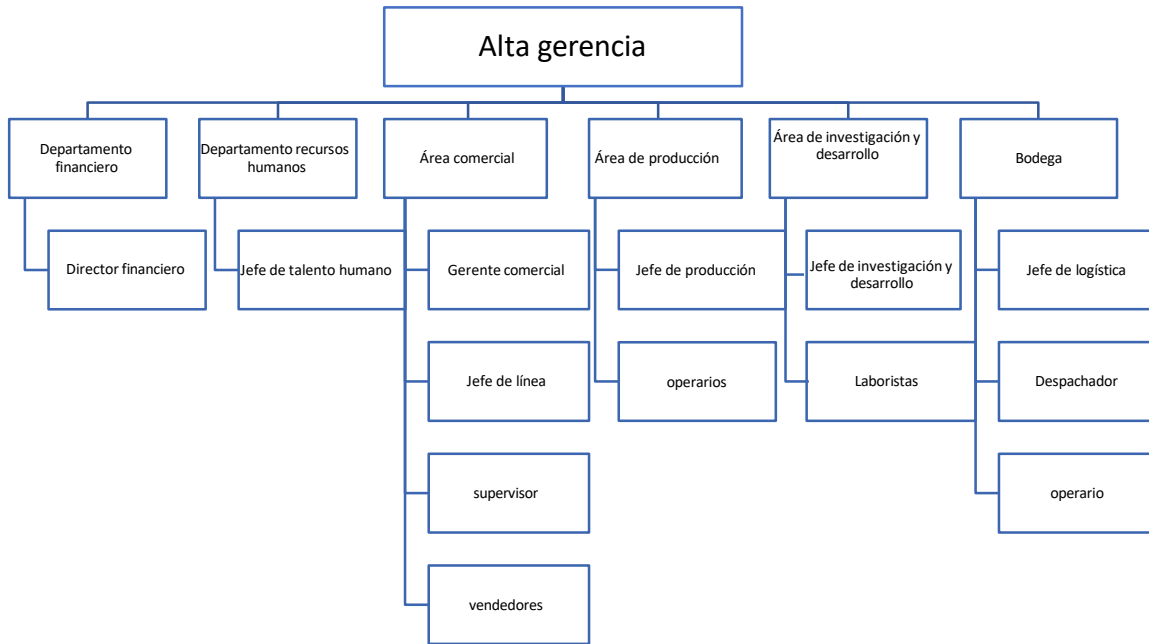 Alta gerencia
Departamento
financiero
Departamento recursos
humanos
Área comercial
Área de producción
Área de investigación y
desarrollo
Bodega
Director financiero
Jefe de talento humano
Gerente comercial
Jefe de producción
Jefe de investigación y
desarrollo
Jefe de logística
Jefe de línea
operarios
Laboristas
Despachador
supervisor
operario
vendedores